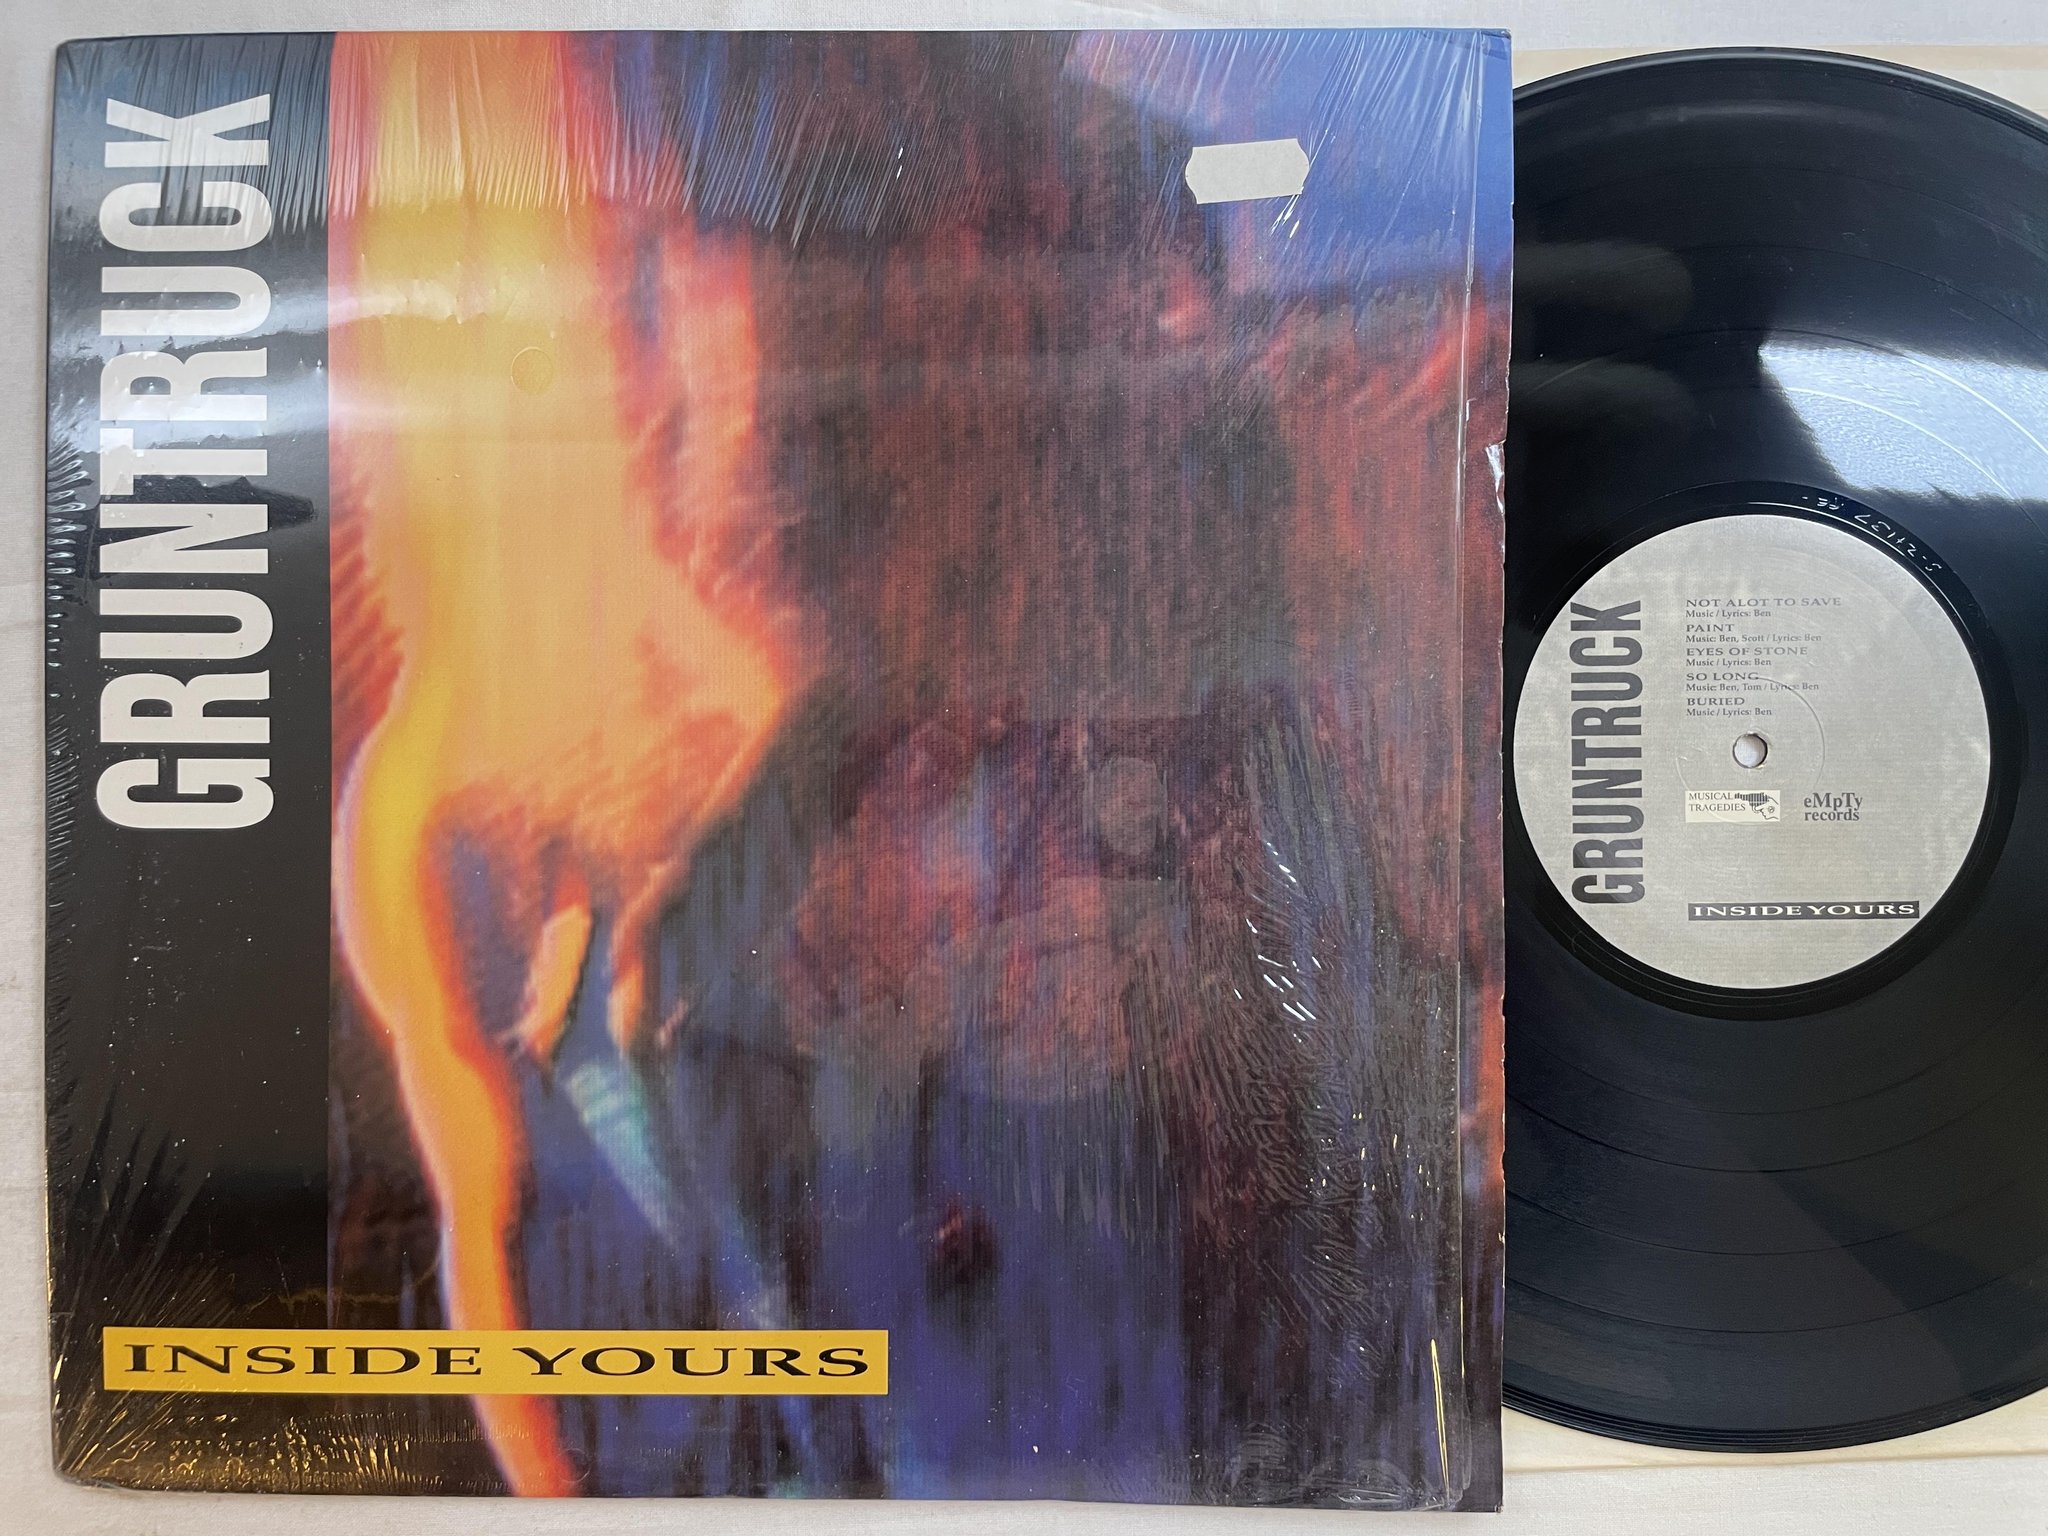 GRUNTRUCK
INSIDE YOURS
GRUNTRUCK
NOT ALOT TO SAVE
Music / Lyrics: Ben
PAINT
Music: Ben, Scott / Lyrics: Ben
EYES OF STONE
Music / Lyrics: Ben
SO LONG
Music: Ben, Tom / Lyrics: Ben
BURIED
Music / Lyrics: Ben
MUSICAL
TRAGEDIES
eMpTy
records
INSIDE YOURS